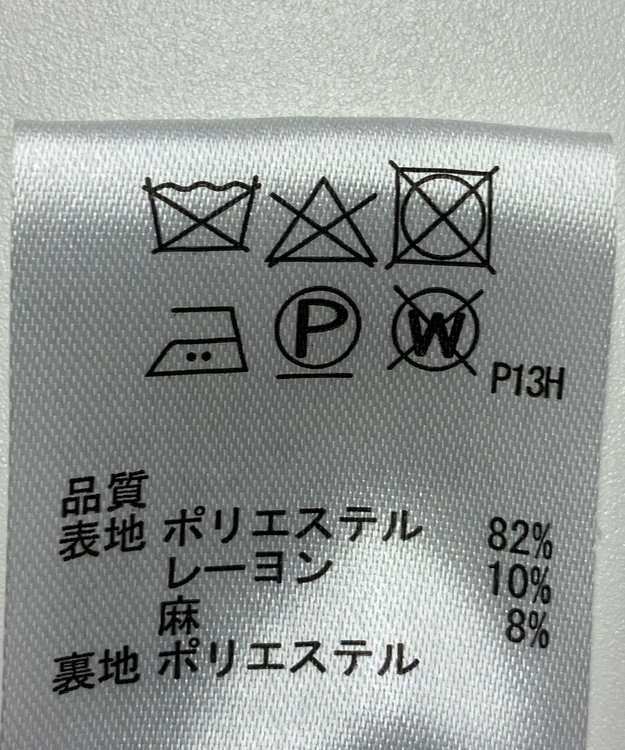 P W P13H
品質
表地 ポリエステル 82%
レーヨン 10%
麻 8%
裏地 ポリエステル